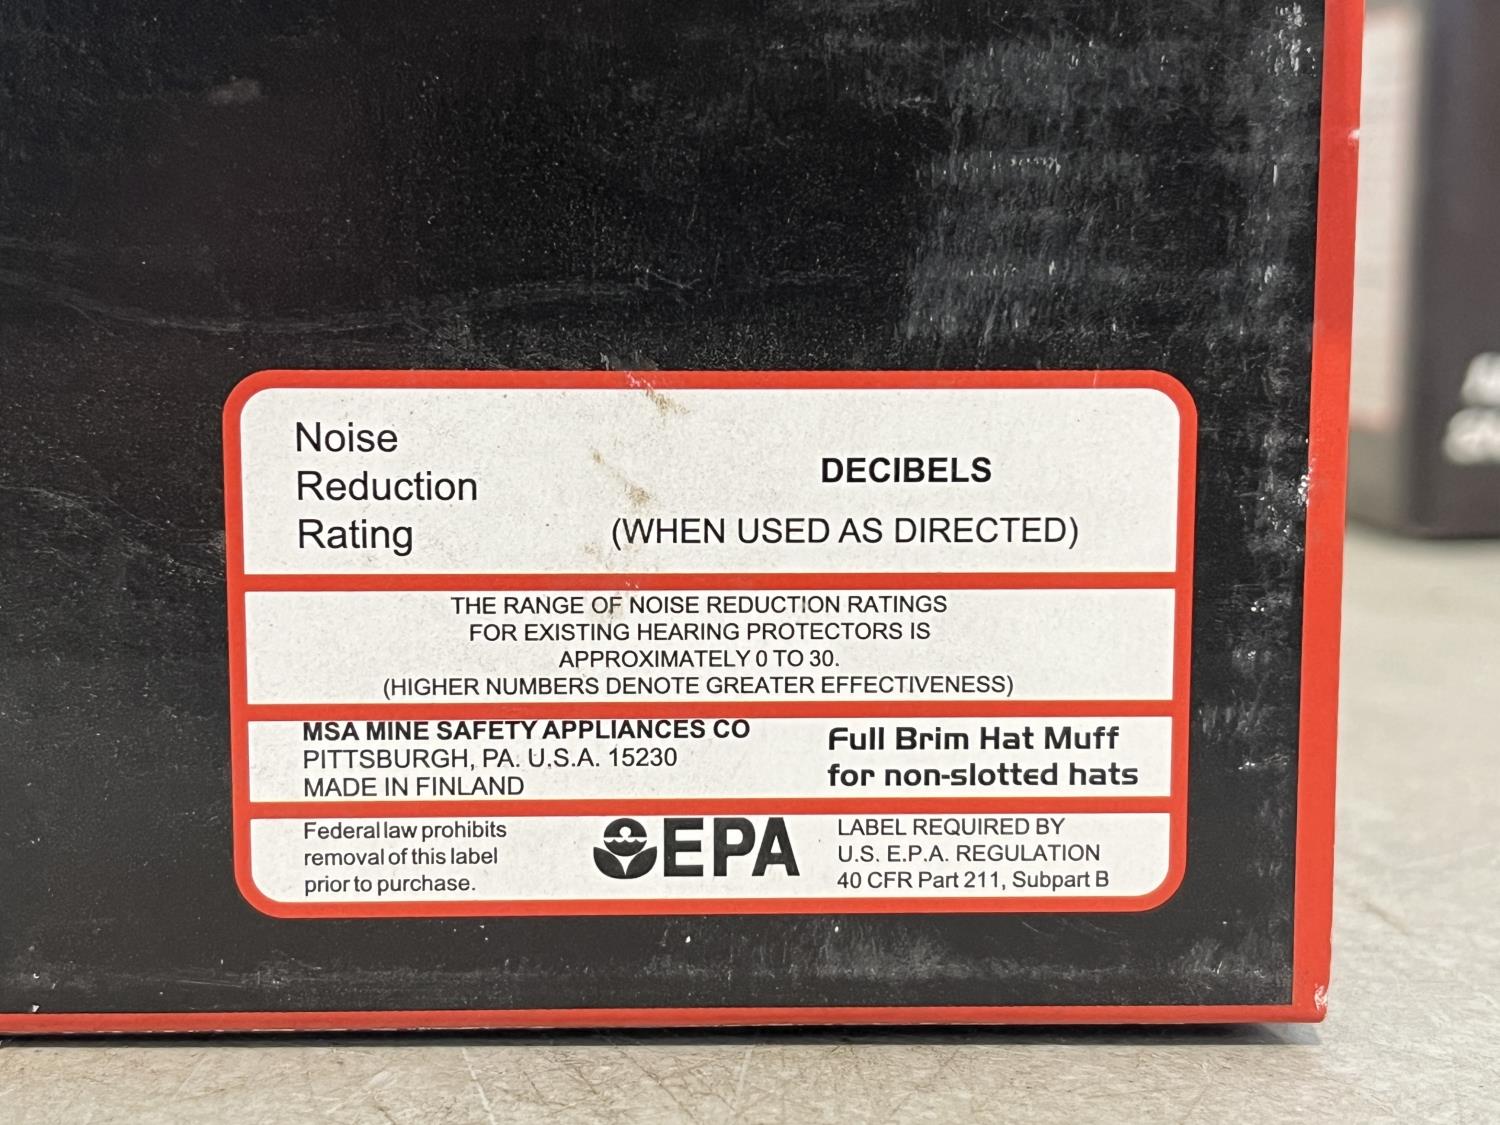 Noise
Reduction
Rating
DECIBELS
(WHEN USED AS DIRECTED)
THE RANGE OF NOISE REDUCTION RATINGS
FOR EXISTING HEARING PROTECTORS IS
APPROXIMATELY 0 TO 30.
(HIGHER NUMBERS DENOTE GREATER EFFECTIVENESS)
MSA MINE SAFETY APPLIANCES CO
PITTSBURGH, PA. U.S.A. 15230
MADE IN FINLAND
Full Brim Hat Muff
for non-slotted hats
Federal law prohibits
removal of this label
prior to purchase.
EPA
LABEL REQUIRED BY
U.S. E.P.A. REGULATION
40 CFR Part 211, Subpart B